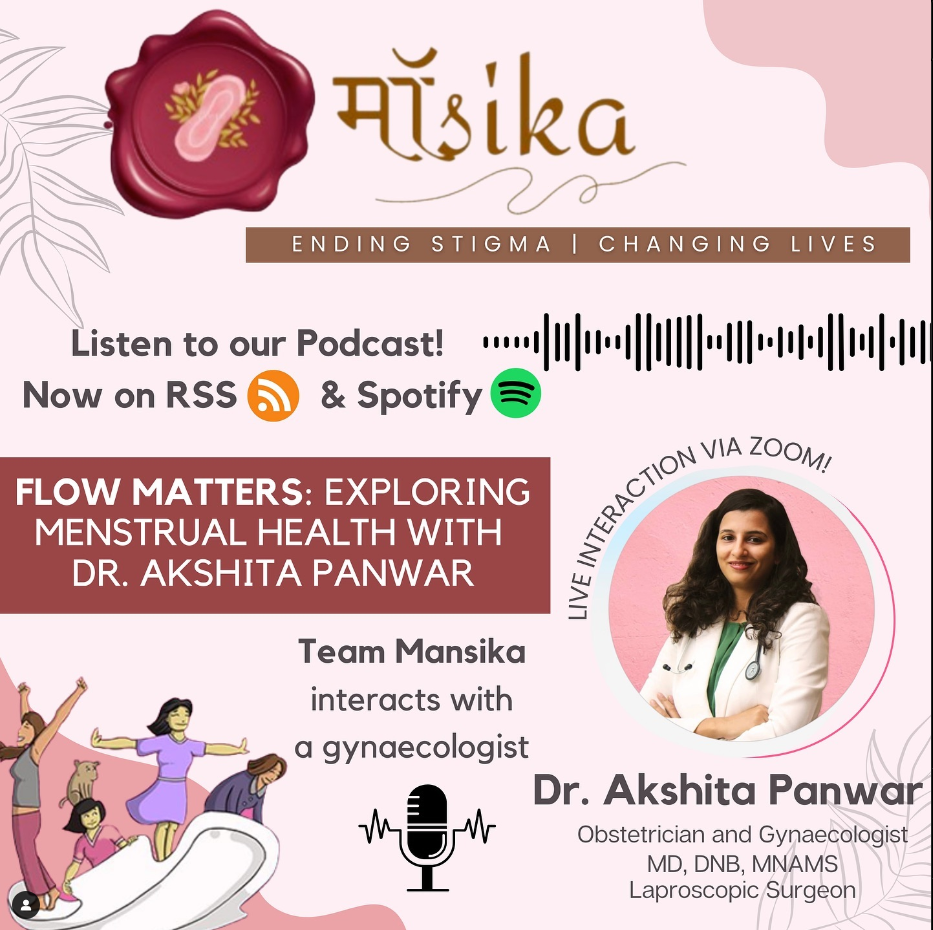 मॉsika
ENDING STIGMA | CHANGING LIVES
Listen to our Podcast!
Now on RSS & Spotify
LIVE INTERACTION VIA ZOOM!
FLOW MATTERS: EXPLORING
MENSTRUAL HEALTH WITH
DR. AKSHITA PANWAR
Team Mansika
interacts with
a gynaecologist
Dr. Akshita Panwar
Obstetrician and Gynaecologist
MD, DNB, MNAMS
Laproscopic Surgeon